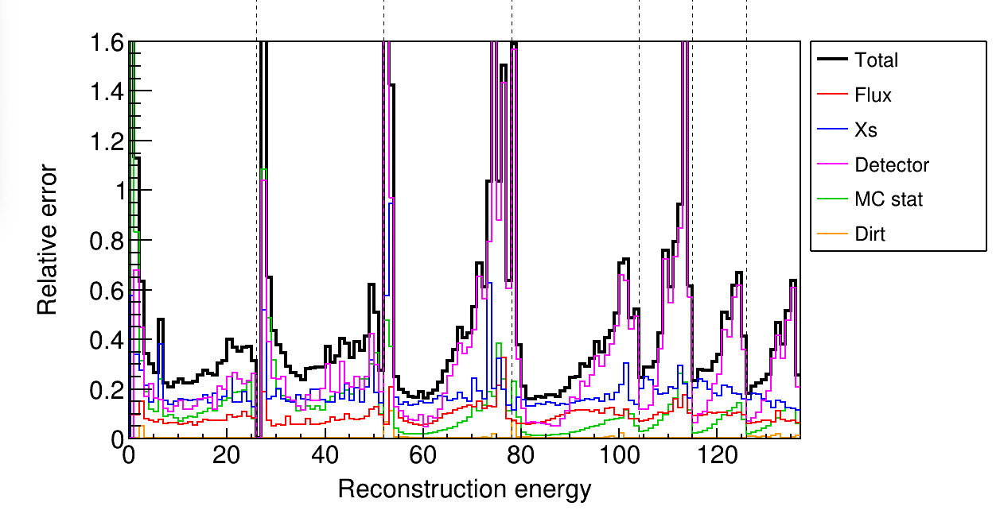 1.6
1.4
1.2
1
0.8
0.6
0.4
0.2
0
Relative error
0 20 40 60 80 100 120
Reconstruction energy
Total
Flux
Xs
Detector
MC stat
Dirt